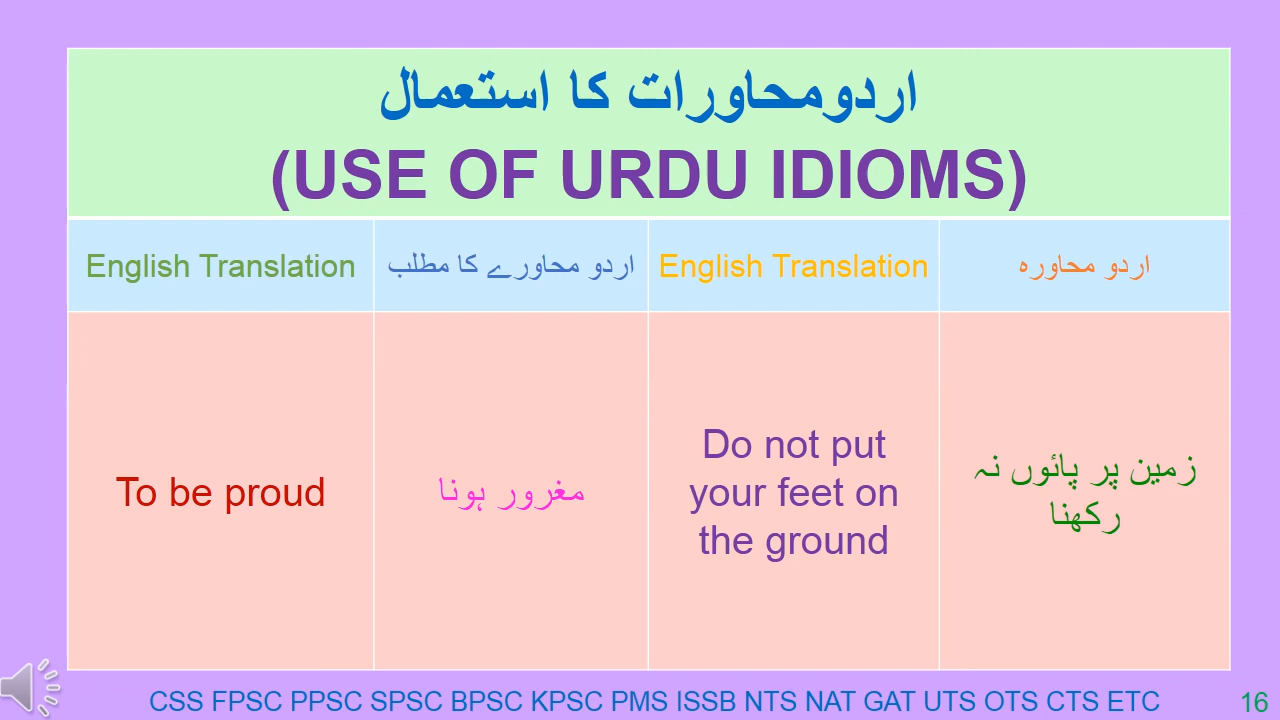 اردومحاورات کا استعمال
(USE OF URDU IDIOMS)
English Translation
اردو محاورے کا مطلب
English Translation
اردو محاورہ
To be proud
مغرور ہونا
Do not put
your feet on
the ground
زمین پر پائوں نہ
رکھنا
CSS FPSC PPSC SPSC BPSC KPSC PMS ISSB NTS NAT GAT UTS OTS CTS ETC
16